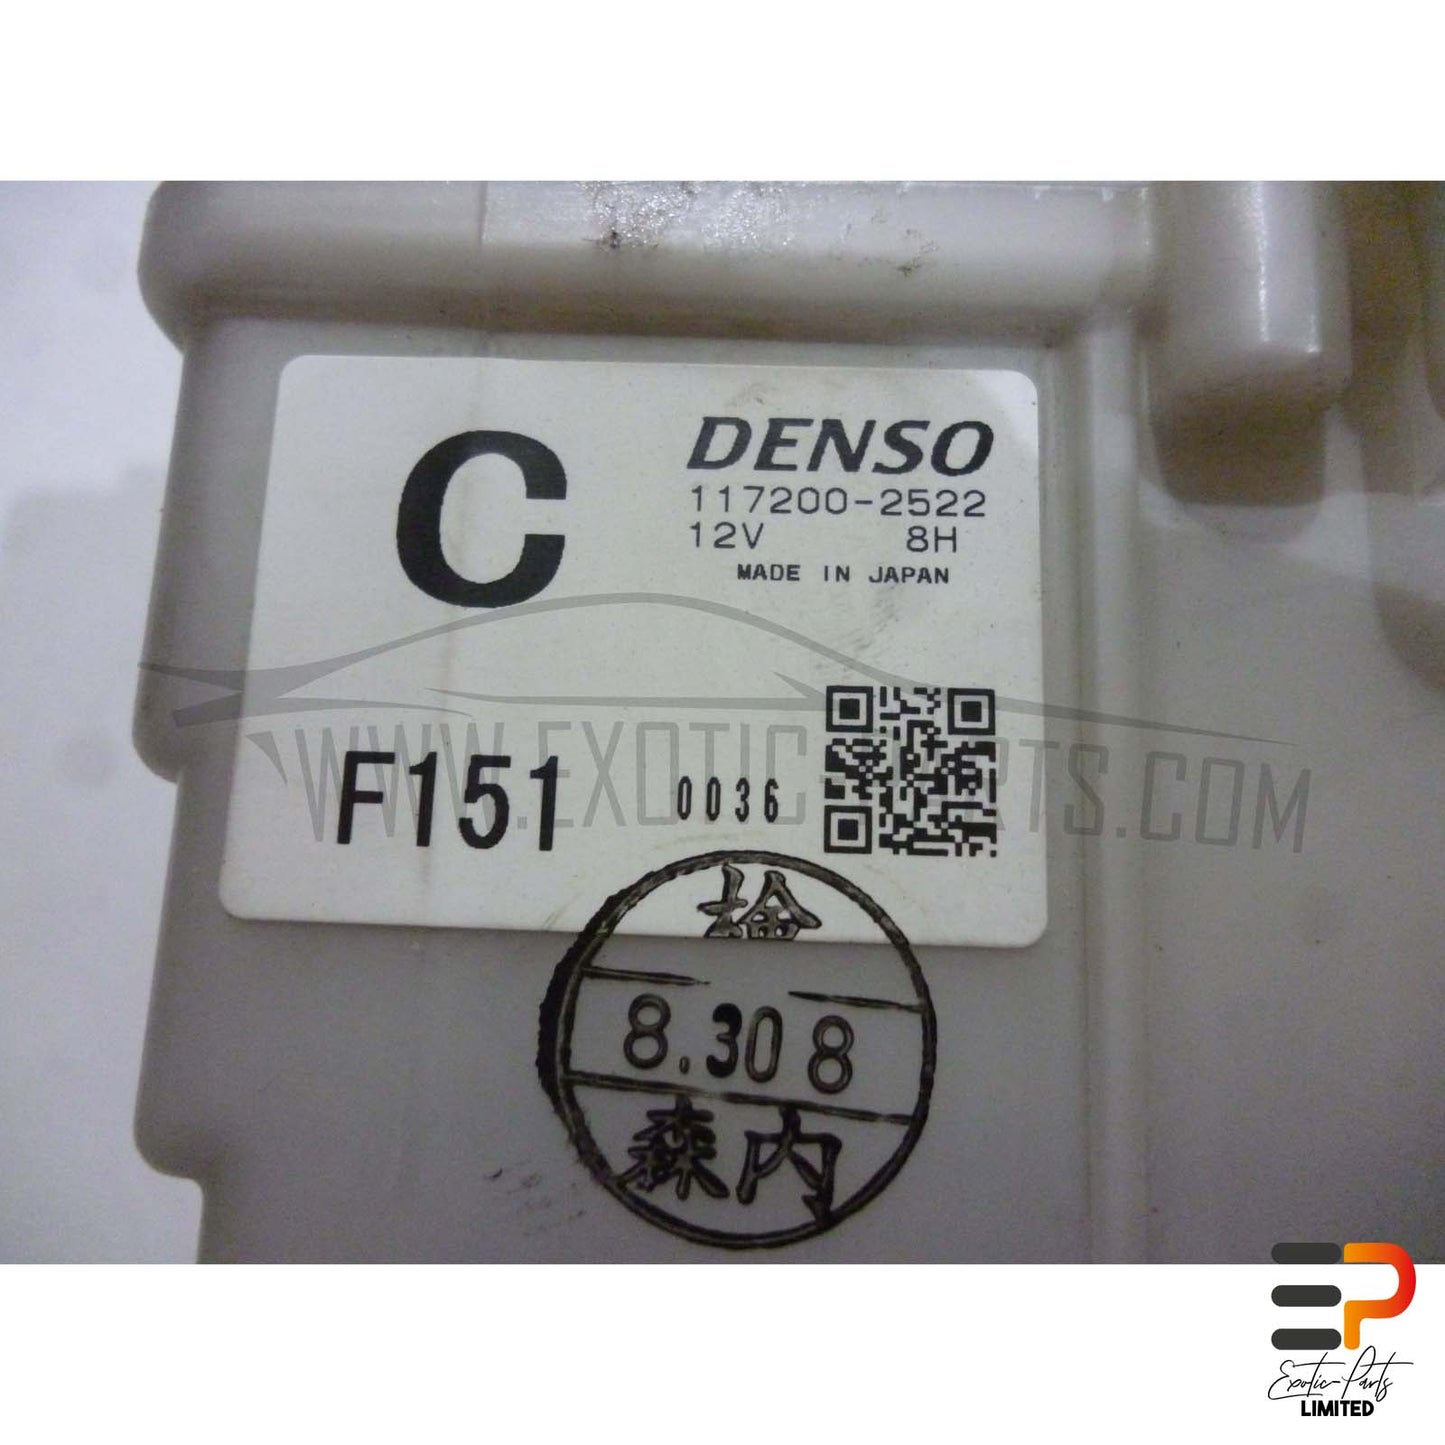 C
DENSO
117200-2522
12V 8H
MADE IN JAPAN
WWW.EXOTIC-PARTS.COM
F151 0036
検
8.30 8
森内
EP
Exotic-Parts
LIMITED